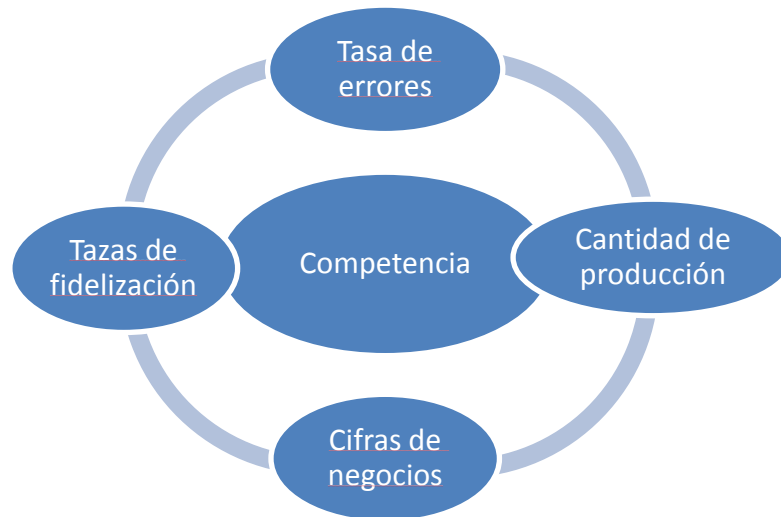 Tasa de
errores
Tazas de
fidelización
Competencia
Cantidad de
producción
Cifras de
negocios